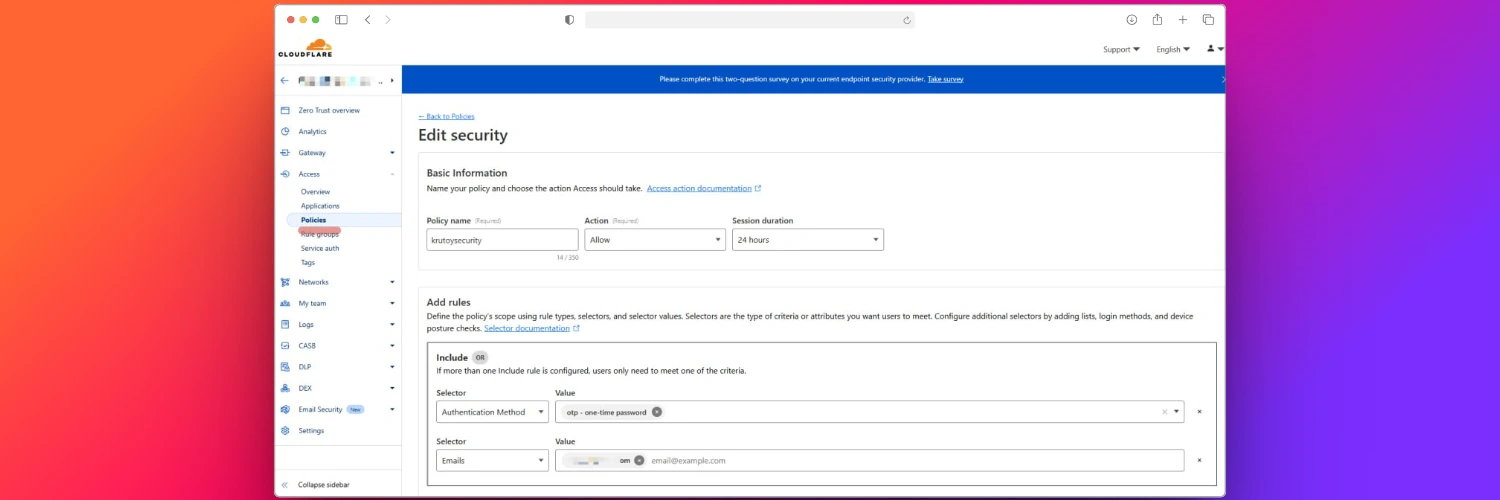 CLOUDFLARE
Support
English
Please complete this two-question survey on your current endpoint security provider. Take survey
Zero Trust overview
Analytics
Gateway
Access
Overview
Applications
Policies
Rule groups
Service auth
Tags
Networks
My team
Logs
CASB
DLP
DEX
Email Security New
Settings
Collapse sidebar
← Back to Policies
Edit security
Basic Information
Name your policy and choose the action Access should take. Access action documentation
Policy name (Required)
Action (Required)
Session duration
krutoysecurity
Allow
24 hours
14 / 350
Add rules
Define the policy's scope using rule types, selectors, and selector values. Selectors are the type of criteria or attributes you want users to meet. Configure additional selectors by adding lists, login methods, and device
posture checks. Selector documentation
Include OR
If more than one Include rule is configured, users only need to meet one of the criteria.
Selector
Value
Authentication Method
otp - one-time password
Selector
Value
Emails
om
email@example.com